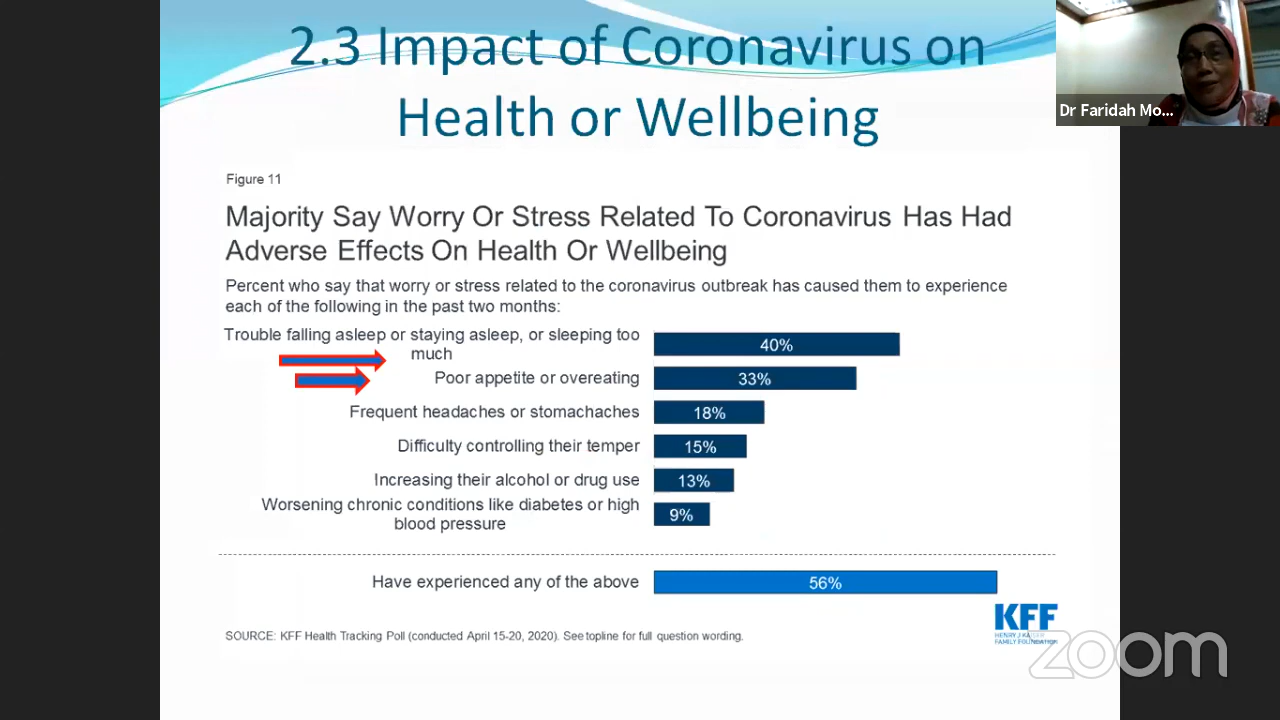 2.3 Impact of Coronavirus on
Health or Wellbeing
Dr Faridah Mo...
Figure 11
Majority Say Worry Or Stress Related To Coronavirus Has Had
Adverse Effects On Health Or Wellbeing
Percent who say that worry or stress related to the coronavirus outbreak has caused them to experience
each of the following in the past two months:
Trouble falling asleep or staying asleep, or sleeping too
much
40%
Poor appetite or overeating
33%
Frequent headaches or stomachaches
18%
Difficulty controlling their temper
15%
Increasing their alcohol or drug use
13%
Worsening chronic conditions like diabetes or high
blood pressure
9%
Have experienced any of the above
56%
KFF
HENRY J KAISER
FAMILY FOUNDATION
SOURCE: KFF Health Tracking Poll (conducted April 15-20, 2020). See topline for full question wording.
zoom